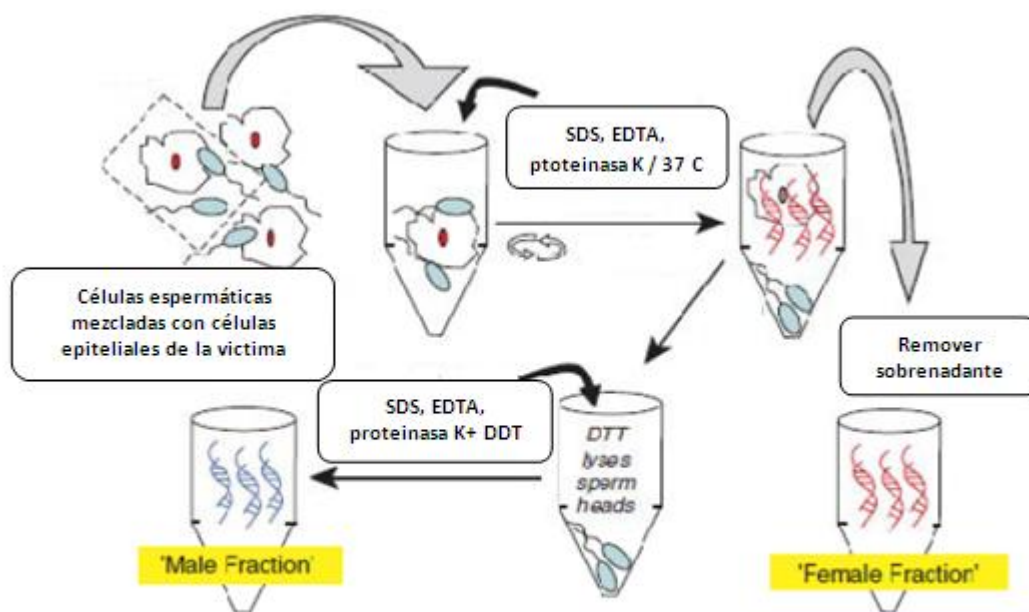 SDS, EDTA,
ptoteinasa K / 37 C
Células espermáticas
mezcladas con células
epiteliales de la victima
Remover
sobrenadante
SDS, EDTA,
proteinasa K+ DDT
DTT
lyses
sperm
heads
'Male Fraction'
'Female Fraction'